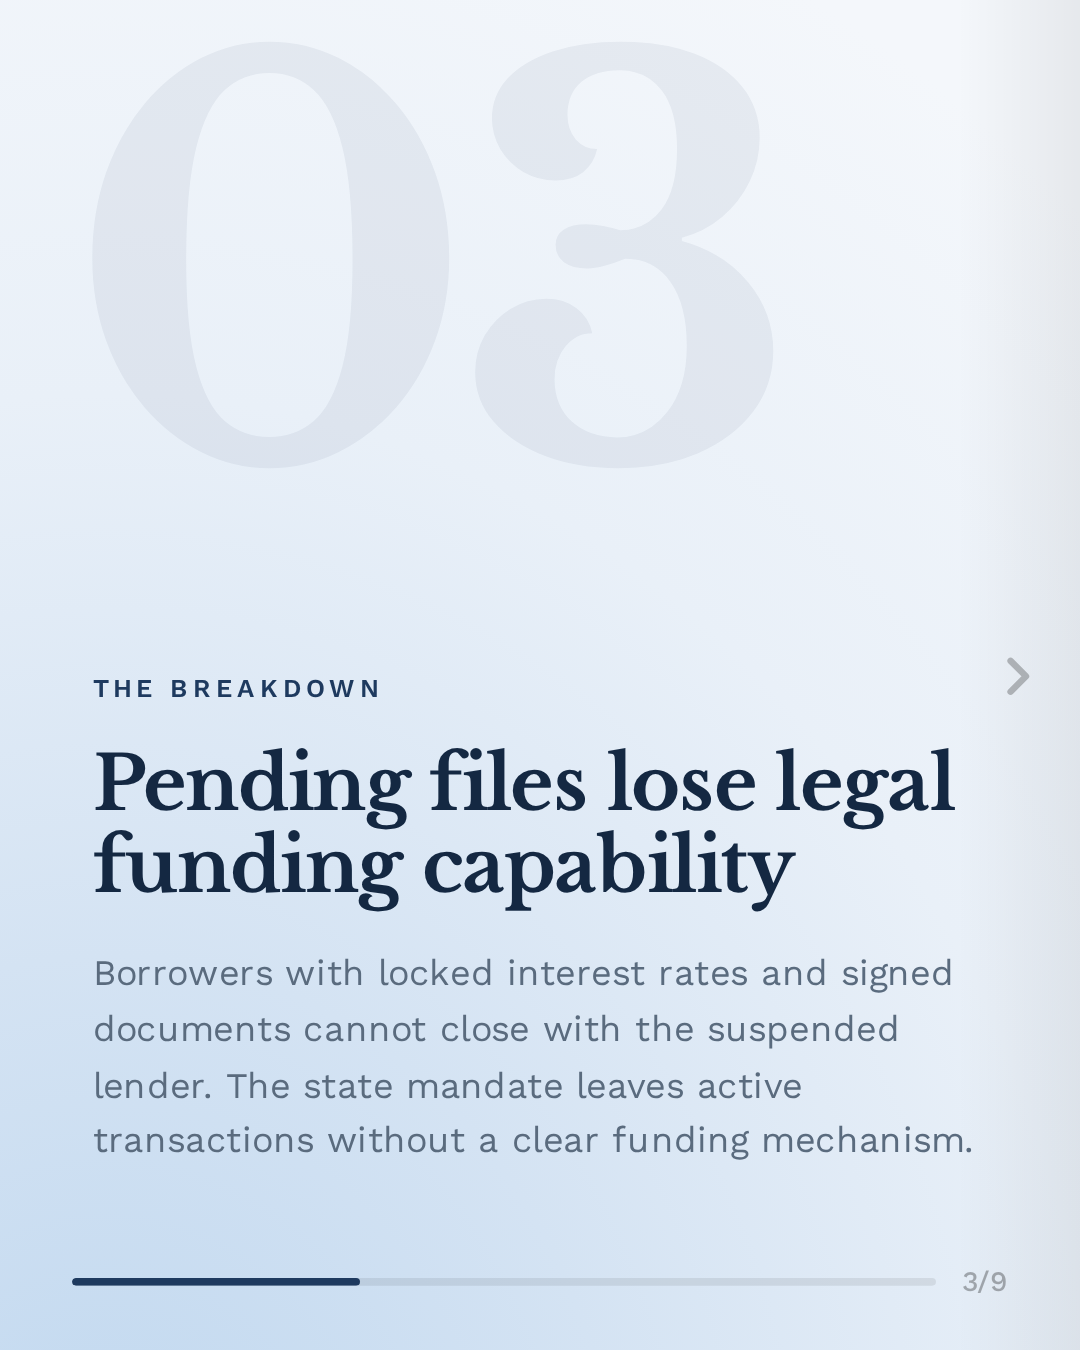 03
THE BREAKDOWN
Pending files lose legal
funding capability
Borrowers with locked interest rates and signed
documents cannot close with the suspended
lender. The state mandate leaves active
transactions without a clear funding mechanism.
3/9